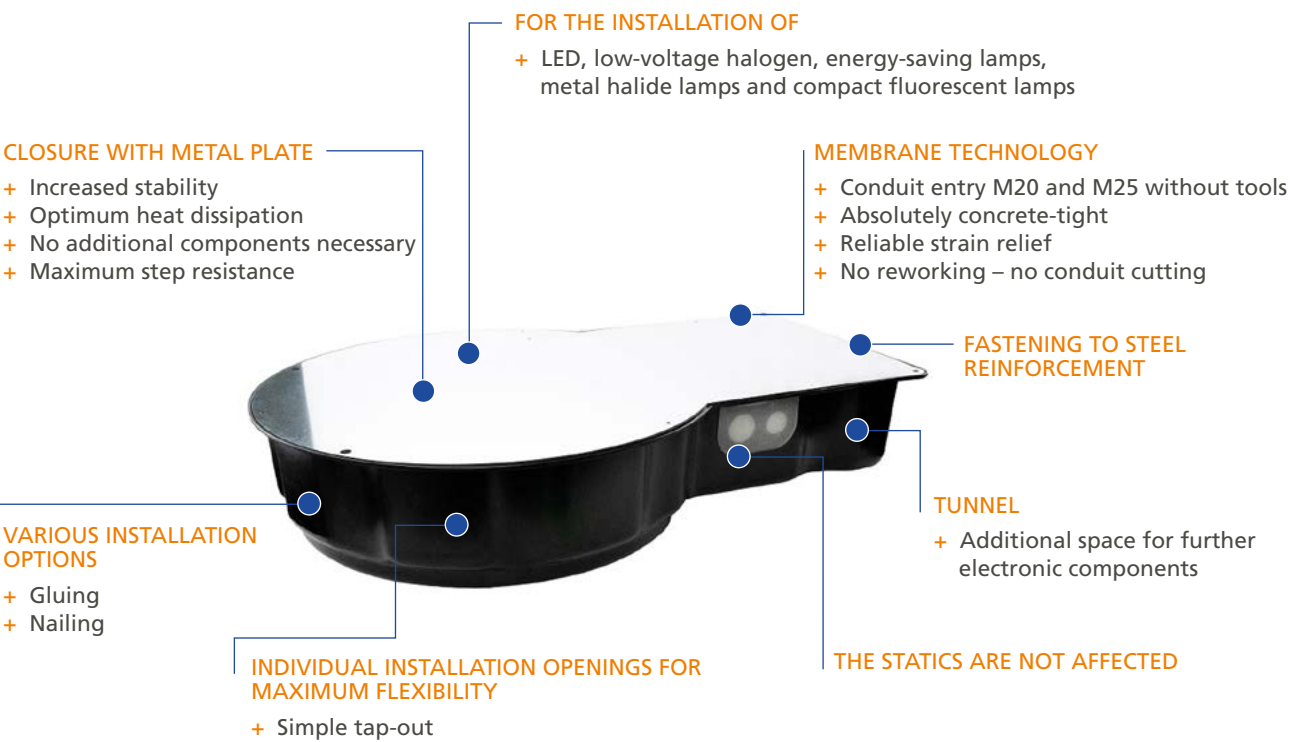 FOR THE INSTALLATION OF
+ LED, low-voltage halogen, energy-saving lamps,
metal halide lamps and compact fluorescent lamps
CLOSURE WITH METAL PLATE
+ Increased stability
+ Optimum heat dissipation
+ No additional components necessary
+ Maximum step resistance
MEMBRANE TECHNOLOGY
+ Conduit entry M20 and M25 without tools
+ Absolutely concrete-tight
+ Reliable strain relief
+ No reworking – no conduit cutting
FASTENING TO STEEL
REINFORCEMENT
TUNNEL
+ Additional space for further
electronic components
VARIOUS INSTALLATION
OPTIONS
+ Gluing
+ Nailing
INDIVIDUAL INSTALLATION OPENINGS FOR
MAXIMUM FLEXIBILITY
+ Simple tap-out
THE STATICS ARE NOT AFFECTED